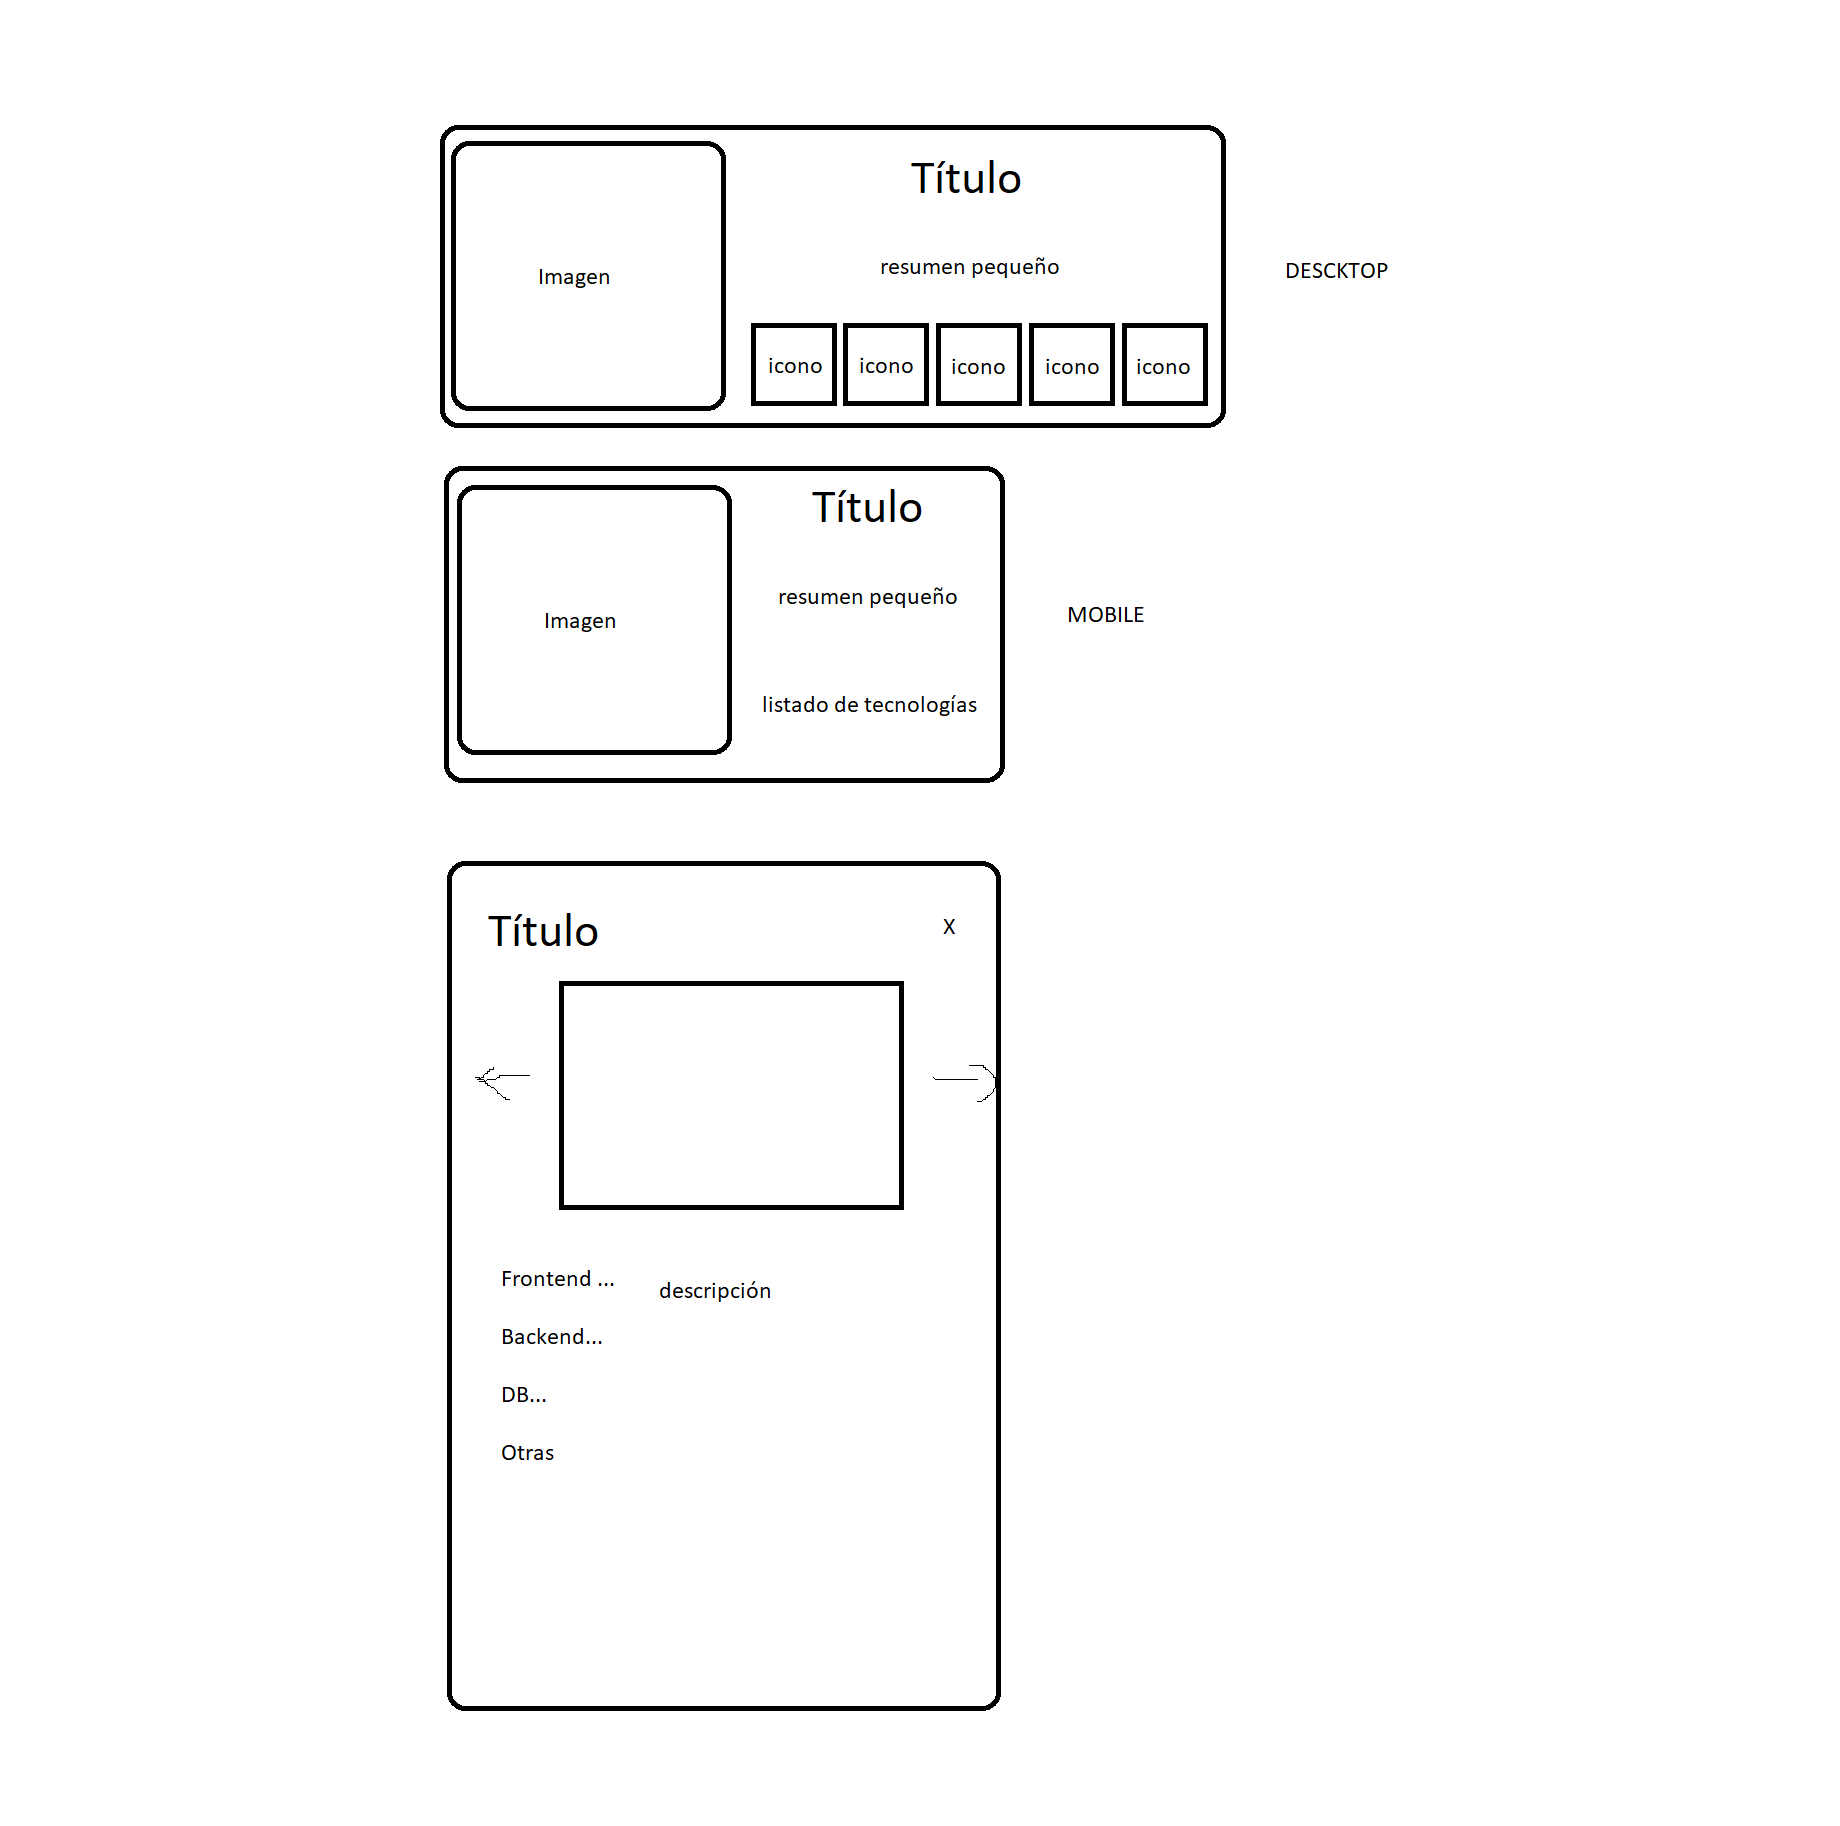 Título
Imagen
resumen pequeño
DESCKTOP
icono icono icono icono icono
Título
resumen pequeño
Imagen
MOBILE
listado de tecnologías
Título
X
Frontend ...
descripción
Backend...
DB...
Otras